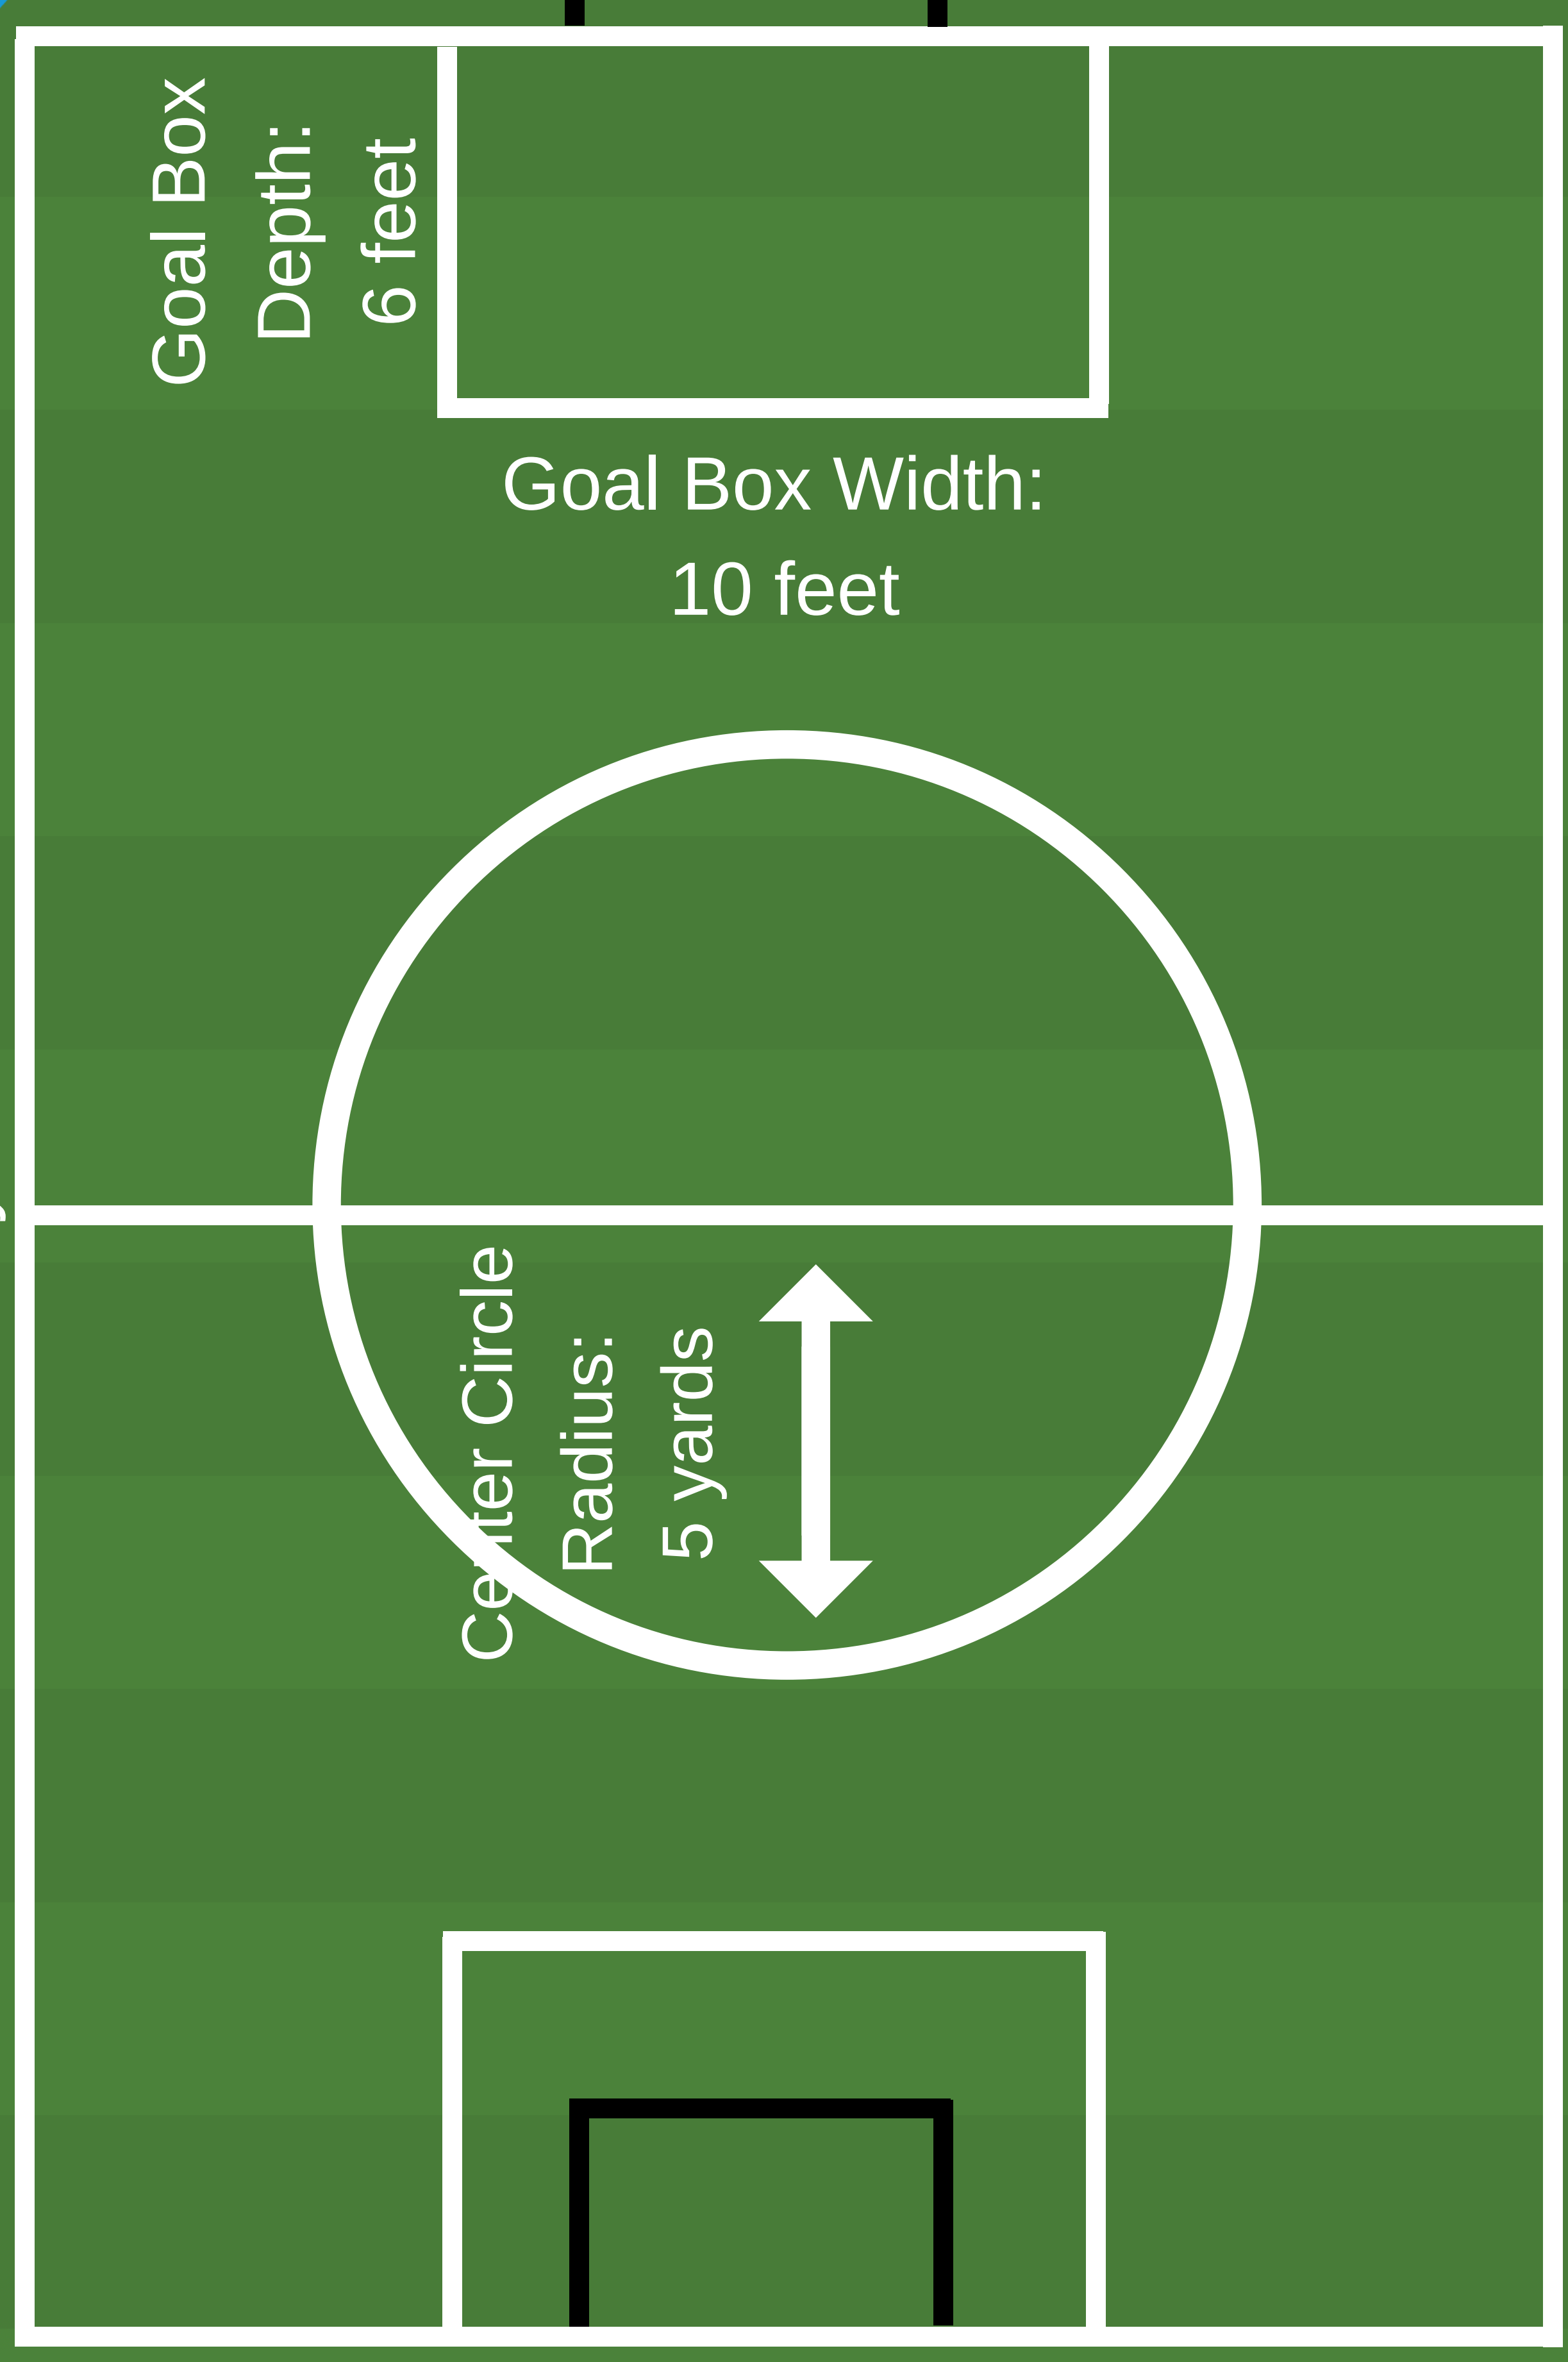 Goal Box
Depth:
6 feet
Goal Box Width:
10 feet
Center Circle
Radius:
5 yards